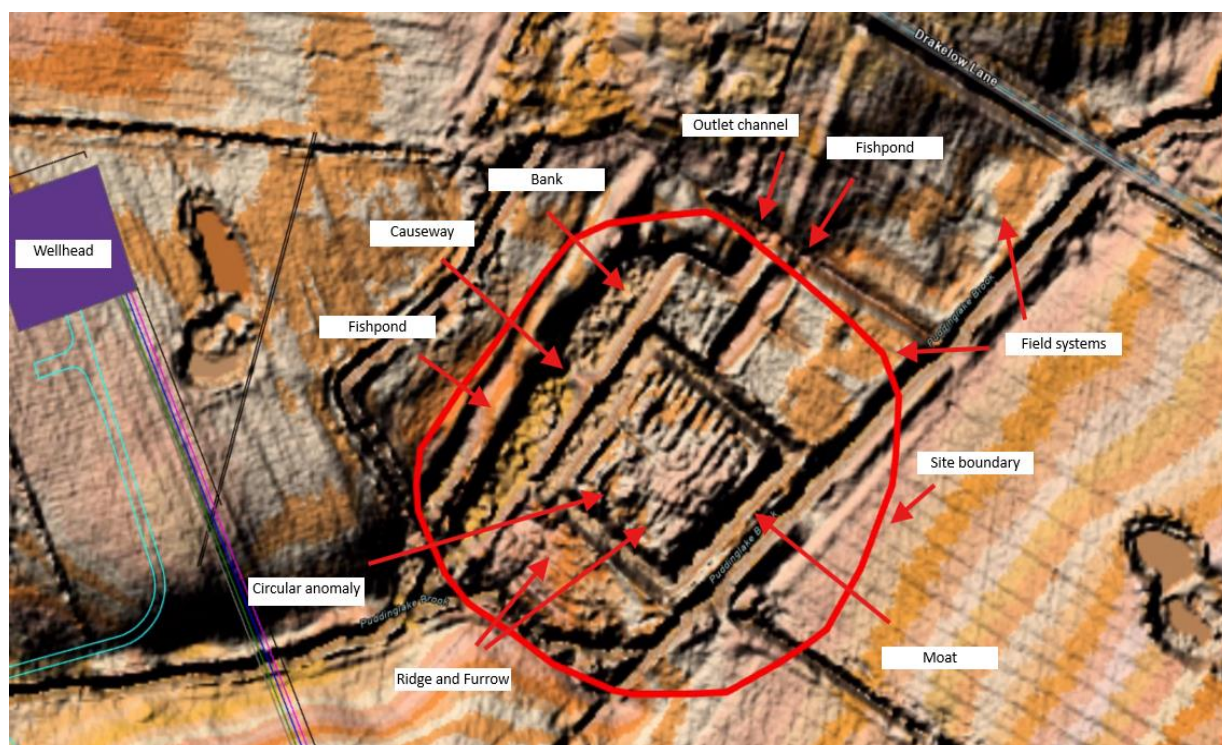 Drakelow Lane
Outlet channel
Fishpond
Bank
Causeway
Wellhead
Fishpond
Puddinglake Brook
Field systems
Site boundary
Puddinglake Brook
Circular anomaly
Puddinglake Brook
Moat
Ridge and Furrow